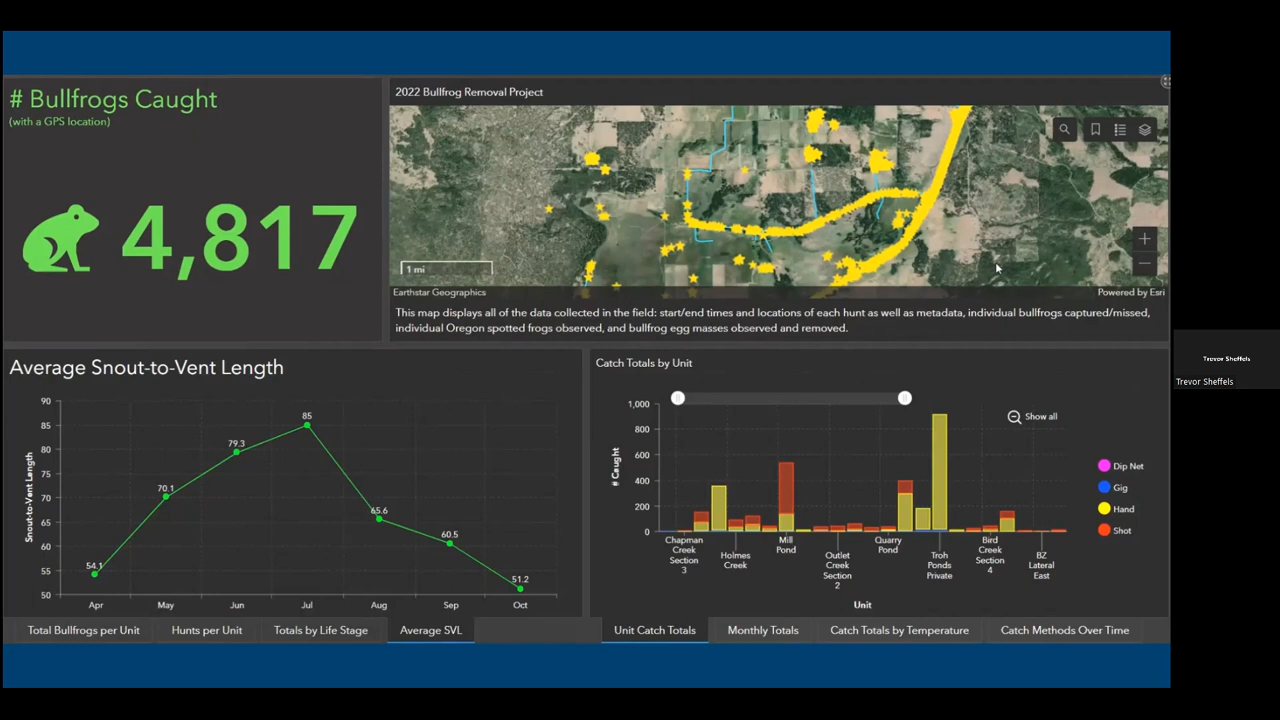 # Bullfrogs Caught
(with a GPS location)
4,817
2022 Bullfrog Removal Project
1 mi
Earthstar Geographics
Powered by Esri
This map displays all of the data collected in the field: start/end times and locations of each hunt as well as metadata, individual bullfrogs captured/missed,
individual Oregon spotted frogs observed, and bullfrog egg masses observed and removed.
Trevor Sheffels
Trevor Sheffels
Average Snout-to-Vent Length
Snout-to-Vent Length
90
85
80
75
70
65
60
55
50
54.1
70.1
79.3
85
65.6
60.5
51.2
Apr
May
Jun
Jul
Aug
Sep
Oct
Total Bullfrogs per Unit
Hunts per Unit
Totals by Life Stage
Average SVL
Catch Totals by Unit
Show all
# Caught
1,000
800
600
400
200
0
Chapman
Creek
Section
3
Holmes
Creek
Mill
Pond
Outlet
Creek
Section
2
Quarry
Pond
Troh
Ponds
Private
Bird
Creek
Section
4
BZ
Lateral
East
Unit
Dip Net
Gig
Hand
Shot
Unit Catch Totals
Monthly Totals
Catch Totals by Temperature
Catch Methods Over Time